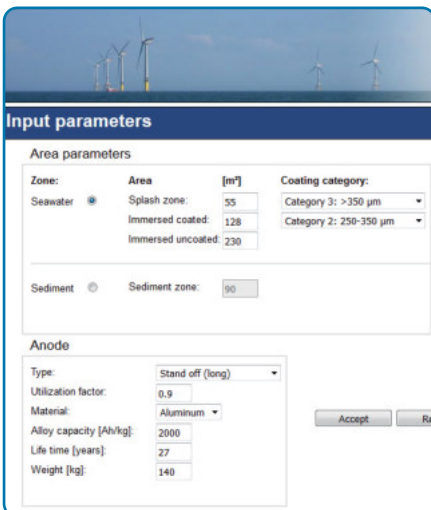 Input parameters
Area parameters
Zone: Area [m²] Coating category:
Seawater Splash zone: 55 Category 3: >350 µm
Immersed coated: 128 Category 2: 250-350 µm
Immersed uncoated: 230
Sediment Sediment zone: 90
Anode
Type: Stand off (long)
Utilization factor: 0.9
Material: Aluminum
Alloy capacity [Ah/kg]: 2000
Life time [years]: 27
Weight [kg]: 140
Accept